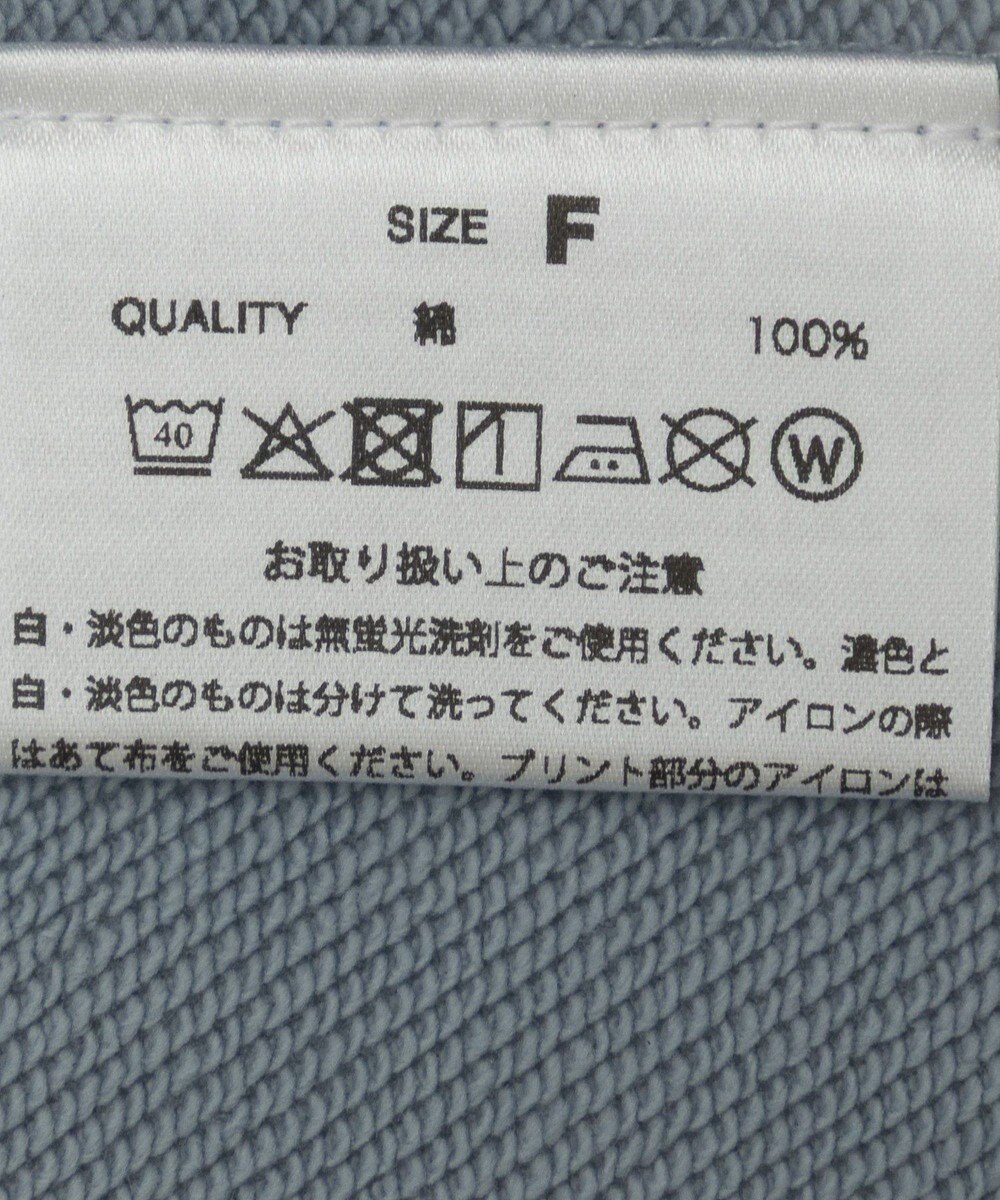 SIZE F
QUALITY 綿 100%
40 W
お取り扱い上のご注意
白・淡色のものは無蛍光洗剤をご使用ください。濃色と
白・淡色のものは分けて洗ってください。アイロンの際
はあて布をご使用ください。プリント部分のアイロンは